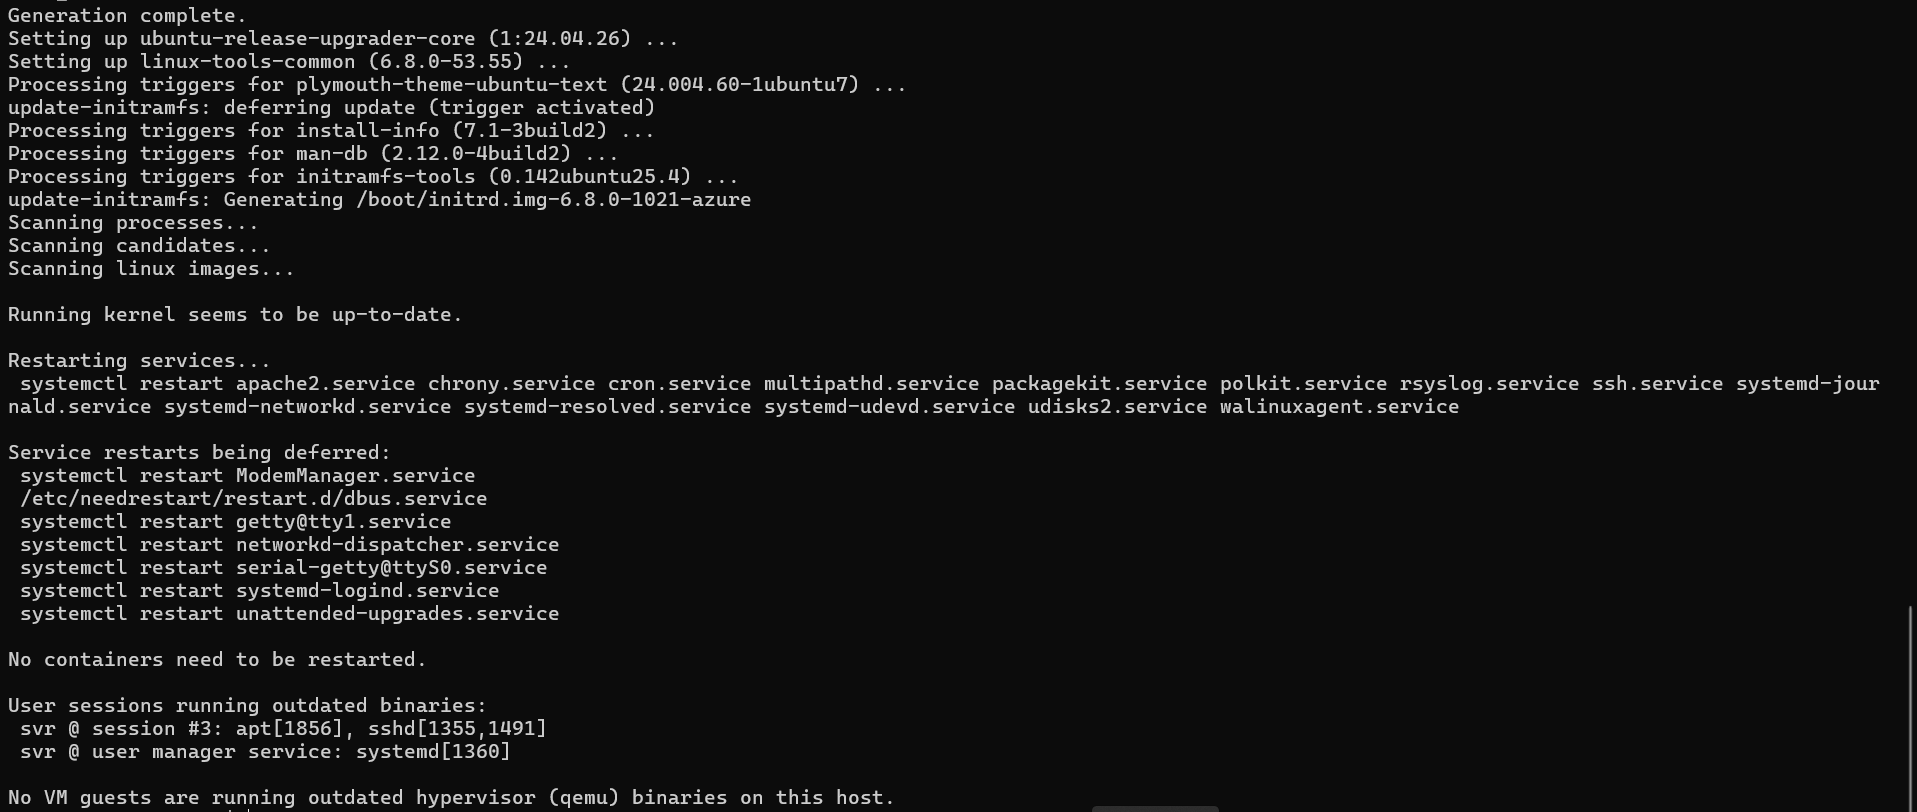 Generation complete.
Setting up ubuntu-release-upgrader-core (1:24.04.26) ...
Setting up linux-tools-common (6.8.0-53.55) ...
Processing triggers for plymouth-theme-ubuntu-text (24.004.60-1ubuntu7) ...
update-initramfs: deferring update (trigger activated)
Processing triggers for install-info (7.1-3build2) ...
Processing triggers for man-db (2.12.0-4build2) ...
Processing triggers for initramfs-tools (0.142ubuntu25.4) ...
update-initramfs: Generating /boot/initrd.img-6.8.0-1021-azure
Scanning processes...
Scanning candidates...
Scanning linux images...

Running kernel seems to be up-to-date.

Restarting services...
 systemctl restart apache2.service chrony.service cron.service multipathd.service packagekit.service polkit.service rsyslog.service ssh.service systemd-jour
nald.service systemd-networkd.service systemd-resolved.service systemd-udevd.service udisks2.service walinuxagent.service

Service restarts being deferred:
 systemctl restart ModemManager.service
 /etc/needrestart/restart.d/dbus.service
 systemctl restart getty@tty1.service
 systemctl restart networkd-dispatcher.service
 systemctl restart serial-getty@ttyS0.service
 systemctl restart systemd-logind.service
 systemctl restart unattended-upgrades.service

No containers need to be restarted.

User sessions running outdated binaries:
 svr @ session #3: apt[1856], sshd[1355,1491]
 svr @ user manager service: systemd[1360]

No VM guests are running outdated hypervisor (qemu) binaries on this host.